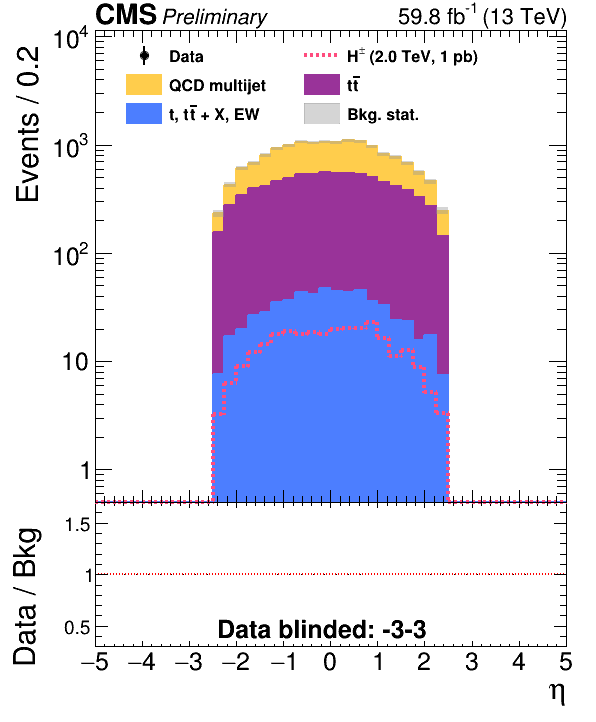 CMS Preliminary 59.8 fb⁻¹ (13 TeV)
Events / 0.2
10⁴
10³
10²
10
1
Data
H± (2.0 TeV, 1 pb)
QCD multijet
tt̄
t, tt̄ + X, EW
Bkg. stat.
Data / Bkg
1.5
1
0.5
Data blinded: -3-3
−5 −4 −3 −2 −1 0 1 2 3 4 5
η